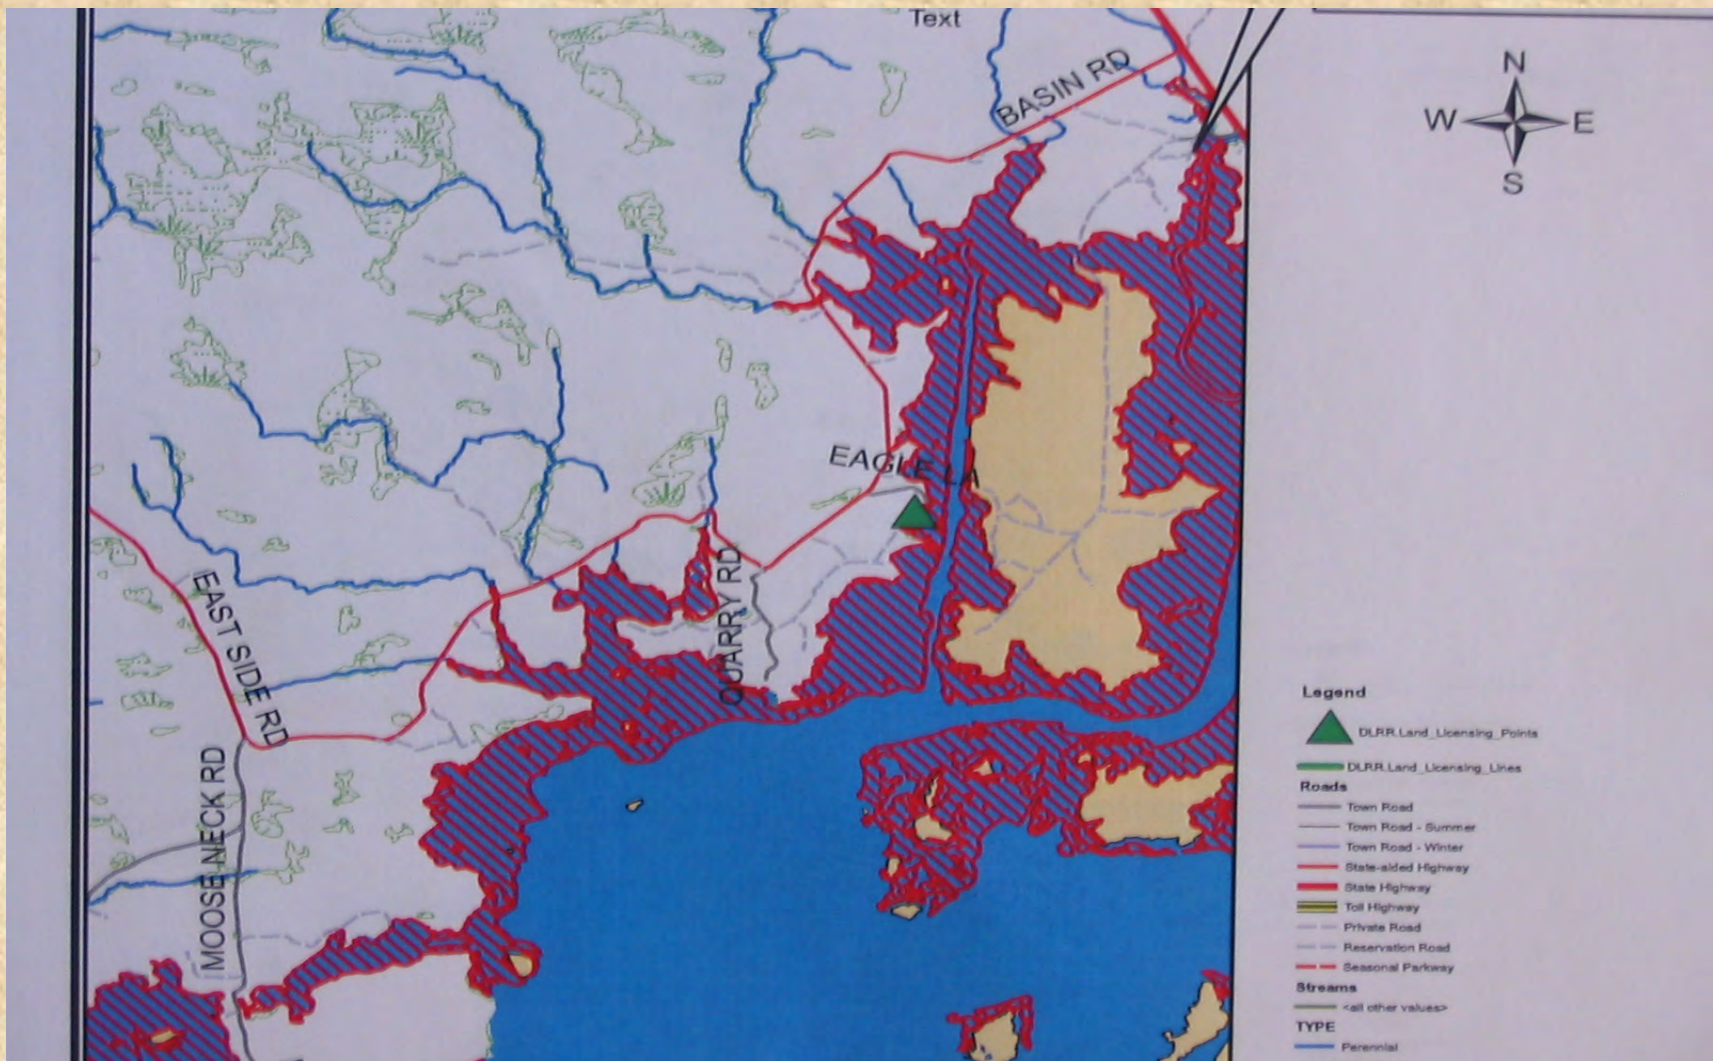 Text
BASIN RD
N
W E
S
EAGLE LA
QUARRY RD
EAST SIDE RD
MOOSE NECK RD
Legend
DLRR.Land_Licensing_Points
DLRR.Land_Licensing_Lines
Roads
Town Road
Town Road - Summer
Town Road - Winter
State-aided Highway
State Highway
Toll Highway
Private Road
Reservation Road
Seasonal Parkway
Streams
<all other values>
TYPE
Perennial